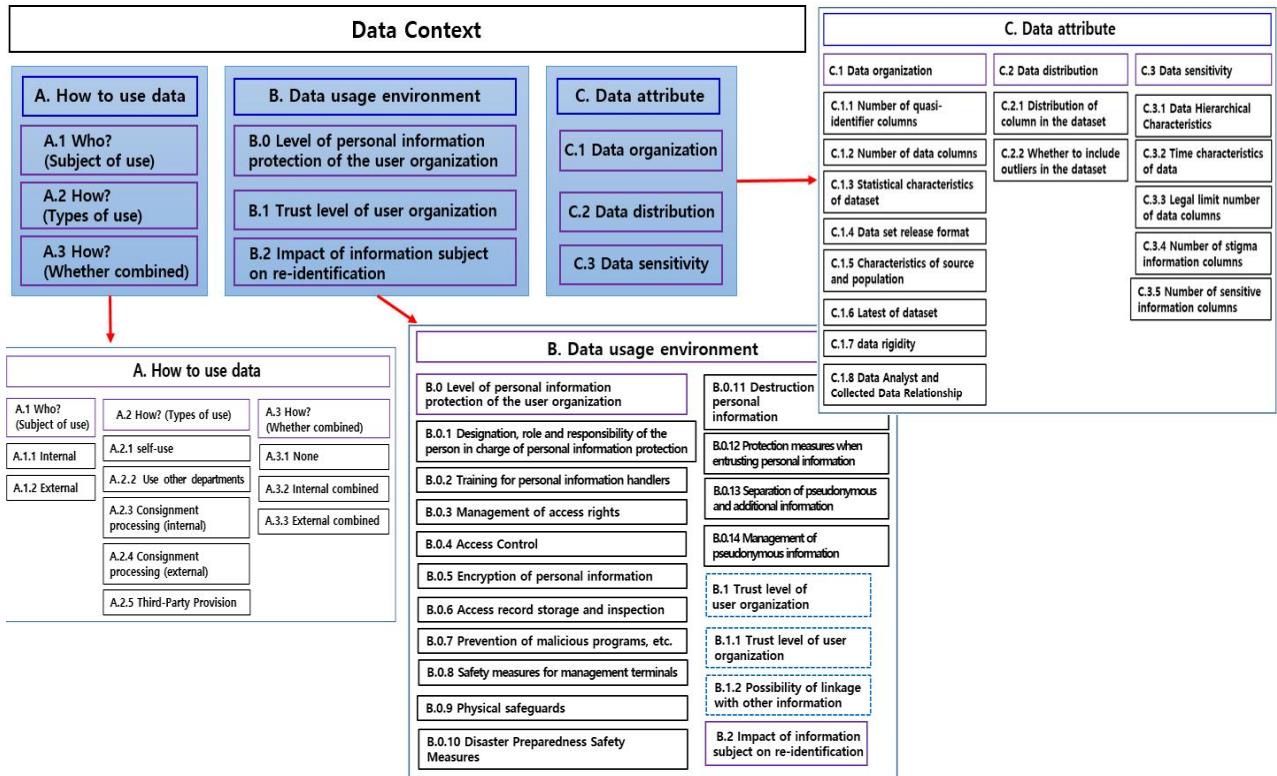 Data Context
A. How to use data
A.1 Who?
(Subject of use)
A.2 How?
(Types of use)
A.3 How?
(Whether combined)
B. Data usage environment
B.0 Level of personal information
protection of the user organization
B.1 Trust level of user organization
B.2 Impact of information subject
on re-identification
C. Data attribute
C.1 Data organization
C.2 Data distribution
C.3 Data sensitivity
C. Data attribute
C.1 Data organization
C.1.1 Number of quasi-
identifier columns
C.1.2 Number of data columns
C.1.3 Statistical characteristics
of dataset
C.1.4 Data set release format
C.1.5 Characteristics of source
and population
C.1.6 Latest of dataset
C.1.7 data rigidity
C.1.8 Data Analyst and
Collected Data Relationship
C.2 Data distribution
C.2.1 Distribution of
column in the dataset
C.2.2 Whether to include
outliers in the dataset
C.3 Data sensitivity
C.3.1 Data Hierarchical
Characteristics
C.3.2 Time characteristics
of data
C.3.3 Legal limit number
of data columns
C.3.4 Number of stigma
information columns
C.3.5 Number of sensitive
information columns
A. How to use data
A.1 Who?
(Subject of use)
A.1.1 Internal
A.1.2 External
A.2 How? (Types of use)
A.2.1 self-use
A.2.2 Use other departments
A.2.3 Consignment
processing (internal)
A.2.4 Consignment
processing (external)
A.2.5 Third-Party Provision
A.3 How?
(Whether combined)
A.3.1 None
A.3.2 Internal combined
A.3.3 External combined
B. Data usage environment
B.0 Level of personal information
protection of the user organization
B.0.1 Designation, role and responsibility of the
person in charge of personal information protection
B.0.2 Training for personal information handlers
B.0.3 Management of access rights
B.0.4 Access Control
B.0.5 Encryption of personal information
B.0.6 Access record storage and inspection
B.0.7 Prevention of malicious programs, etc.
B.0.8 Safety measures for management terminals
B.0.9 Physical safeguards
B.0.10 Disaster Preparedness Safety
Measures
B.0.11 Destruction
personal
information
B.0.12 Protection measures when
entrusting personal information
B.0.13 Separation of pseudonymous
and additional information
B.0.14 Management of
pseudonymous information
B.1 Trust level of
user organization
B.1.1 Trust level of user
organization
B.1.2 Possibility of linkage
with other information
B.2 Impact of information
subject on re-identification